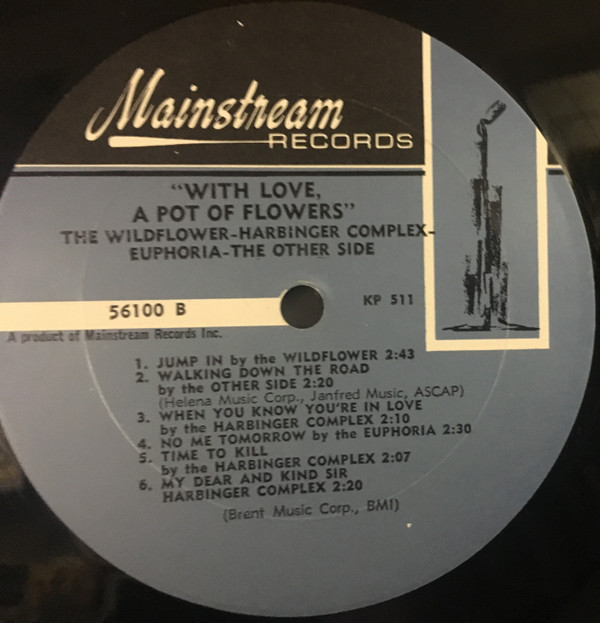 Mainstream
RECORDS
"WITH LOVE,
A POT OF FLOWERS"
THE WILDFLOWER-HARBINGER COMPLEX-
EUPHORIA-THE OTHER SIDE
56100 B
KP 511
A product of Mainstream Records Inc.
1. JUMP IN by the WILDFLOWER 2:43
2. WALKING DOWN THE ROAD
by the OTHER SIDE 2:20
(Helena Music Corp., Janfred Music, ASCAP)
3. WHEN YOU KNOW YOU'RE IN LOVE
by the HARBINGER COMPLEX 2:10
4. NO ME TOMORROW by the EUPHORIA 2:30
5. TIME TO KILL
by the HARBINGER COMPLEX 2:07
6. MY DEAR AND KIND SIR
HARBINGER COMPLEX 2:20
(Brent Music Corp., BMI)